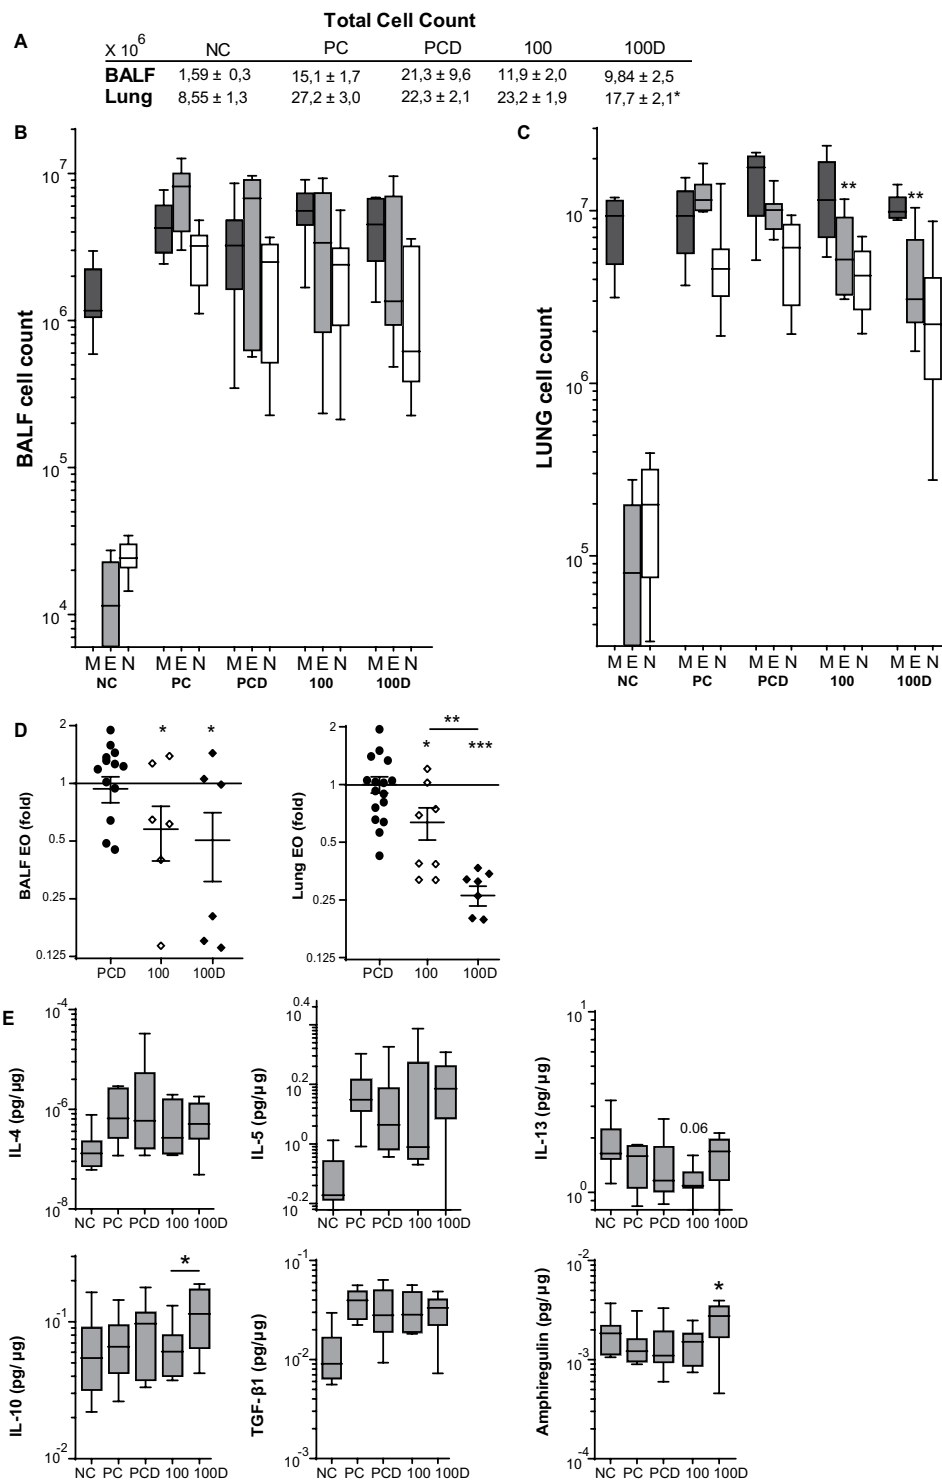 Total Cell Count
A
X 10^6 NC PC PCD 100 100D
BALF 1,59 ± 0,3 15,1 ± 1,7 21,3 ± 9,6 11,9 ± 2,0 9,84 ± 2,5
Lung 8,55 ± 1,3 27,2 ± 3,0 22,3 ± 2,1 23,2 ± 1,9 17,7 ± 2,1*
B
BALF cell count
10^7
10^6
10^5
10^4
M E N M E N M E N M E N M E N
NC PC PCD 100 100D
C
LUNG cell count
10^7
10^6
10^5
** **
M E N M E N M E N M E N M E N
NC PC PCD 100 100D
D
BALF EO (fold)
2
1
0.5
0.25
0.125
* *
PCD 100 100D
Lung EO (fold)
2
1
0.5
0.25
0.125
**
* ***
PCD 100 100D
E
IL-4 (pg/µg)
10^-4
10^-6
10^-8
NC PC PCD 100 100D
IL-5 (pg/µg)
10^0.4
10^0.2
10^0
10^-0.2
NC PC PCD 100 100D
IL-13 (pg/µg)
10^1
10^0
0.06
NC PC PCD 100 100D
IL-10 (pg/µg)
10^-1
10^-2
*
NC PC PCD 100 100D
TGF-β1 (pg/µg)
10^-1
10^-2
10^-3
NC PC PCD 100 100D
Amphiregulin (pg/µg)
10^-2
10^-3
10^-4
*
NC PC PCD 100 100D